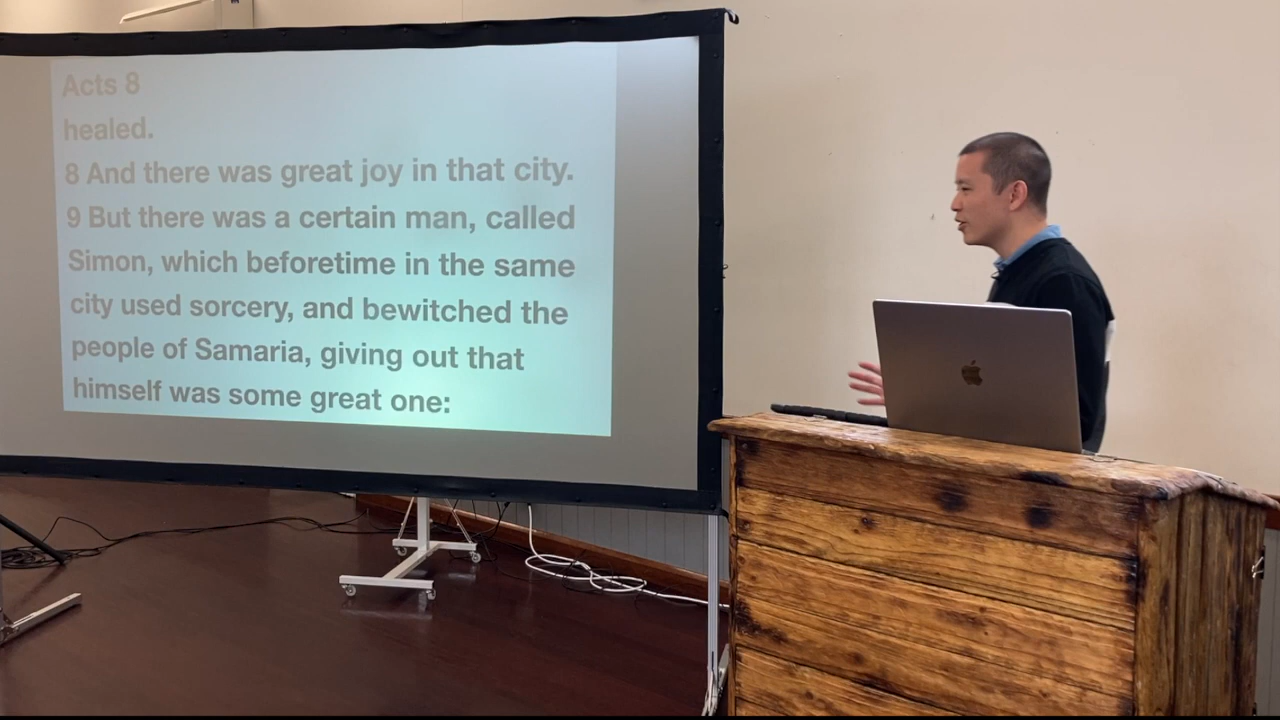 Acts 8
healed.
8 And there was great joy in that city.
9 But there was a certain man, called
Simon, which beforetime in the same
city used sorcery, and bewitched the
people of Samaria, giving out that
himself was some great one: